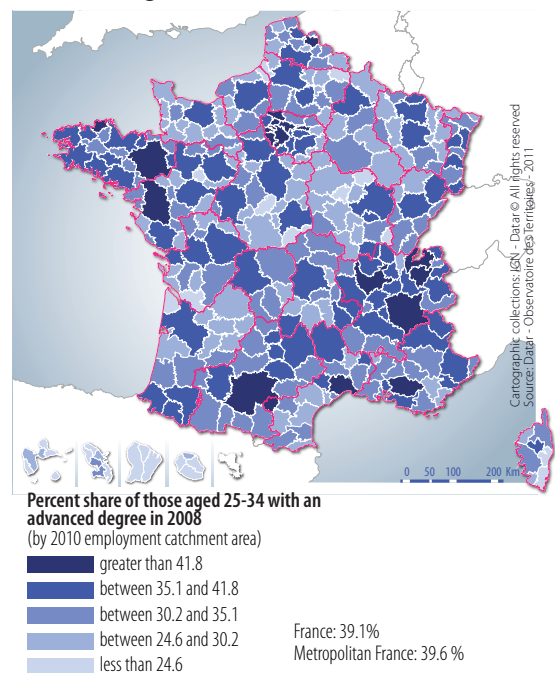 Cartographic collections: IGN - Datar © All rights reserved
Source: Datar - Observatoire des Territoires - 2011
0 50 100 200 Km
Percent share of those aged 25-34 with an
advanced degree in 2008
(by 2010 employment catchment area)
greater than 41.8
between 35.1 and 41.8
between 30.2 and 35.1
between 24.6 and 30.2
less than 24.6
France: 39.1%
Metropolitan France: 39.6 %